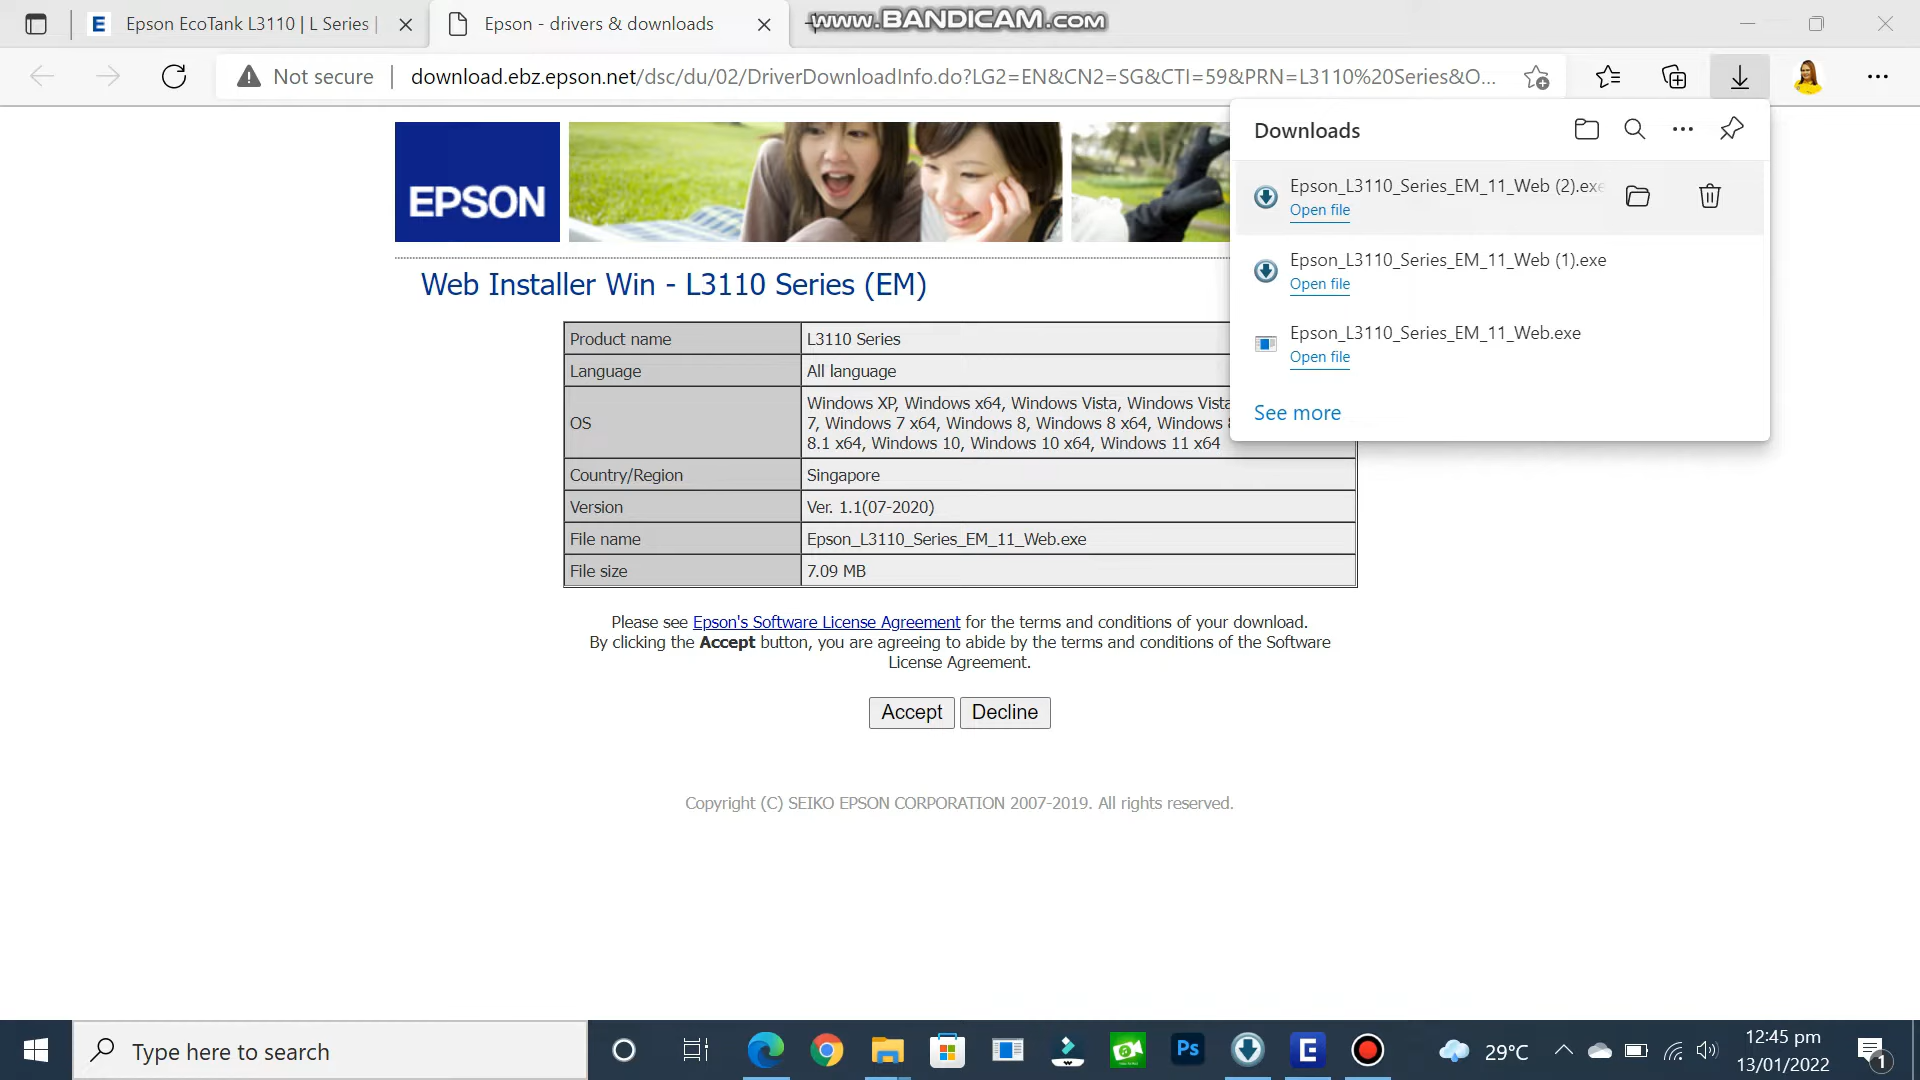 Epson EcoTank L3110 | L Series |
Epson - drivers & downloads
www.BANDICAM.com
Not secure
download.ebz.epson.net/dsc/du/02/DriverDownloadInfo.do?LG2=EN&CN2=SG&CTI=59&PRN=L3110%20Series&O...
EPSON
Downloads
Epson_L3110_Series_EM_11_Web (2).exe
Open file
Epson_L3110_Series_EM_11_Web (1).exe
Open file
Epson_L3110_Series_EM_11_Web.exe
Open file
See more
Web Installer Win - L3110 Series (EM)
Product name L3110 Series
Language All language
OS
Windows XP, Windows x64, Windows Vista, Windows Vista
7, Windows 7 x64, Windows 8, Windows 8 x64, Windows
8.1 x64, Windows 10, Windows 10 x64, Windows 11 x64
Country/Region Singapore
Version Ver. 1.1(07-2020)
File name Epson_L3110_Series_EM_11_Web.exe
File size 7.09 MB
Please see Epson's Software License Agreement for the terms and conditions of your download.
By clicking the Accept button, you are agreeing to abide by the terms and conditions of the Software
License Agreement.
Accept Decline
Copyright (C) SEIKO EPSON CORPORATION 2007-2019. All rights reserved.
Type here to search
Ps
E
29°C
12:45 pm
13/01/2022
1